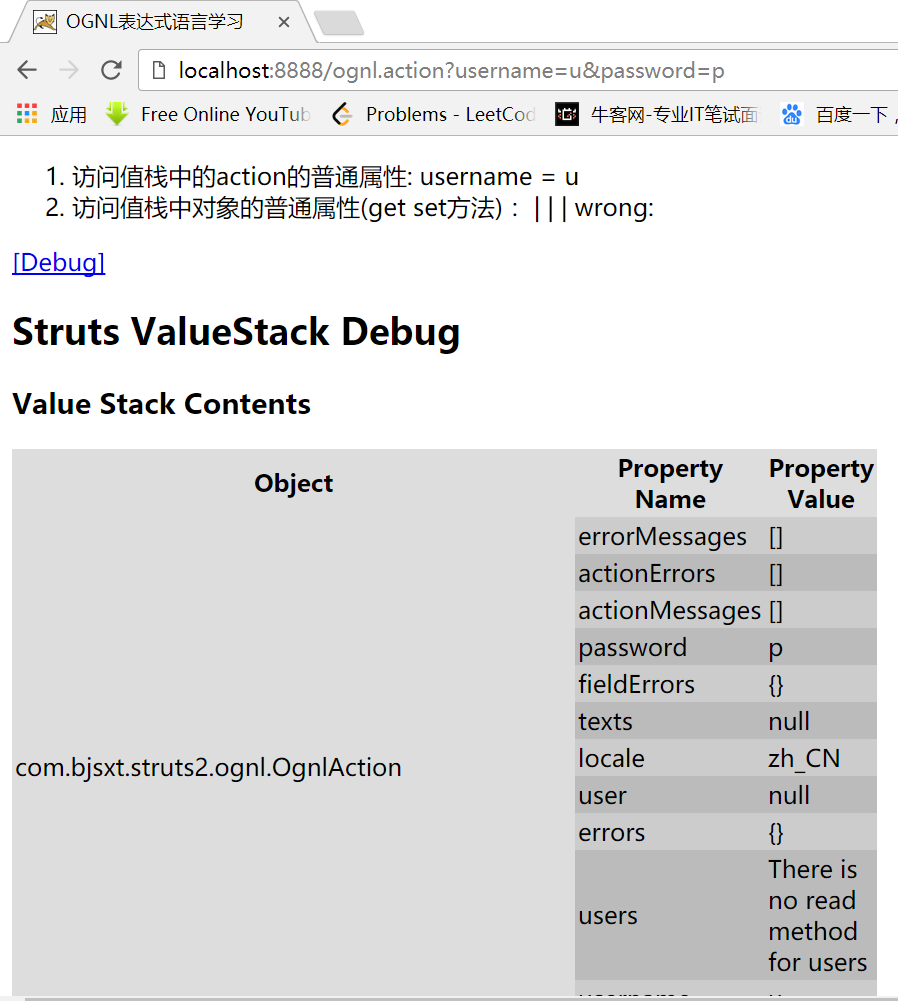 OGNL表达式语言学习
localhost:8888/ognl.action?username=u&password=p
应用 Free Online YouTub Problems - LeetCod 牛客网-专业IT笔试面 百度一下，
1. 访问值栈中的action的普通属性: username = u
2. 访问值栈中对象的普通属性(get set方法)： | | | wrong:
[Debug]
Struts ValueStack Debug
Value Stack Contents
Object Property Name Property Value
com.bjsxt.struts2.ognl.OgnlAction
errorMessages []
actionErrors []
actionMessages []
password p
fieldErrors {}
texts null
locale zh_CN
user null
errors {}
users There is no read method for users